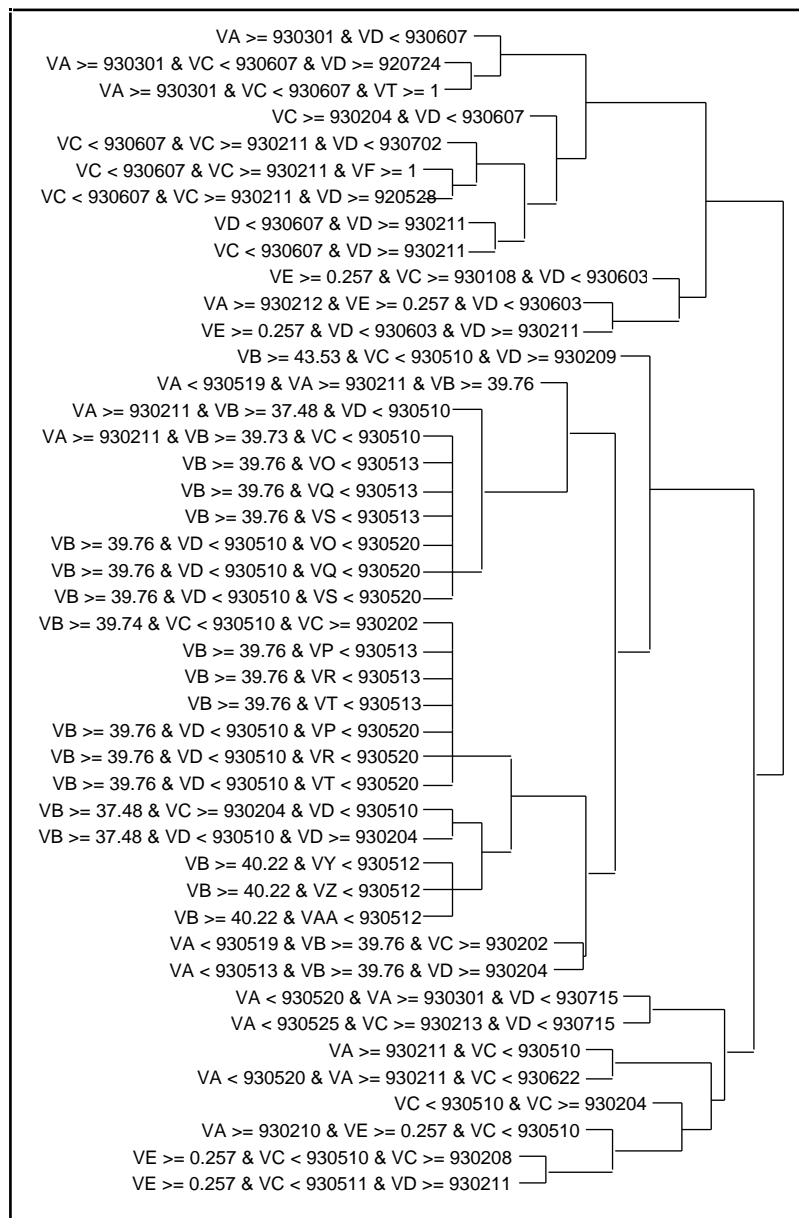 VA >= 930301 & VD < 930607
VA >= 930301 & VC < 930607 & VD >= 920724
VA >= 930301 & VC < 930607 & VT >= 1
VC >= 930204 & VD < 930607
VC < 930607 & VC >= 930211 & VD < 930702
VC < 930607 & VC >= 930211 & VF >= 1
VC < 930607 & VC >= 930211 & VD >= 920528
VD < 930607 & VD >= 930211
VC < 930607 & VD >= 930211
VE >= 0.257 & VC >= 930108 & VD < 930603
VA >= 930212 & VE >= 0.257 & VD < 930603
VE >= 0.257 & VD < 930603 & VD >= 930211
VB >= 43.53 & VC < 930510 & VD >= 930209
VA < 930519 & VA >= 930211 & VB >= 39.76
VA >= 930211 & VB >= 37.48 & VD < 930510
VA >= 930211 & VB >= 39.73 & VC < 930510
VB >= 39.76 & VO < 930513
VB >= 39.76 & VQ < 930513
VB >= 39.76 & VS < 930513
VB >= 39.76 & VD < 930510 & VO < 930520
VB >= 39.76 & VD < 930510 & VQ < 930520
VB >= 39.76 & VD < 930510 & VS < 930520
VB >= 39.74 & VC < 930510 & VC >= 930202
VB >= 39.76 & VP < 930513
VB >= 39.76 & VR < 930513
VB >= 39.76 & VT < 930513
VB >= 39.76 & VD < 930510 & VP < 930520
VB >= 39.76 & VD < 930510 & VR < 930520
VB >= 39.76 & VD < 930510 & VT < 930520
VB >= 37.48 & VC >= 930204 & VD < 930510
VB >= 37.48 & VD < 930510 & VD >= 930204
VB >= 40.22 & VY < 930512
VB >= 40.22 & VZ < 930512
VB >= 40.22 & VAA < 930512
VA < 930519 & VB >= 39.76 & VC >= 930202
VA < 930513 & VB >= 39.76 & VD >= 930204
VA < 930520 & VA >= 930301 & VD < 930715
VA < 930525 & VC >= 930213 & VD < 930715
VA >= 930211 & VC < 930510
VA < 930520 & VA >= 930211 & VC < 930622
VC < 930510 & VC >= 930204
VA >= 930210 & VE >= 0.257 & VC < 930510
VE >= 0.257 & VC < 930510 & VC >= 930208
VE >= 0.257 & VC < 930511 & VD >= 930211